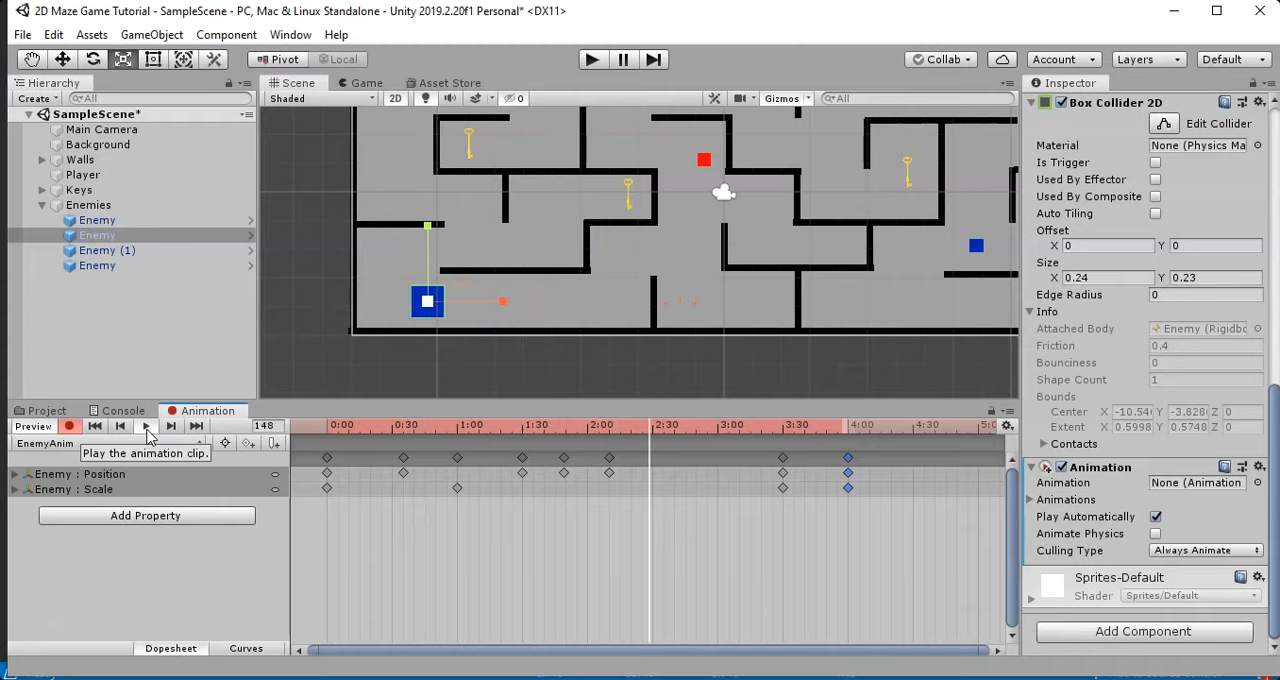 2D Maze Game Tutorial - SampleScene - PC, Mac & Linux Standalone - Unity 2019.2.20f1 Personal* <DX11>
File Edit Assets GameObject Component Window Help
Pivot Local Collab Account Layers Default
Hierarchy
Create All
SampleScene*
Main Camera
Background
Walls
Player
Keys
Enemies
Enemy
Enemy
Enemy (1)
Enemy
Scene Game Asset Store
Shaded 2D 0 Gizmos All
Inspector
Box Collider 2D
Edit Collider
Material None (Physics Ma
Is Trigger
Used By Effector
Used By Composite
Auto Tiling
Offset
X 0 Y 0
Size
X 0.24 Y 0.23
Edge Radius 0
Info
Attached Body Enemy (Rigidbo
Friction 0.4
Bounciness 0
Shape Count 1
Bounds
Center X -10.54 Y -3.828 Z 0
Extent X 0.5998 Y 0.5748 Z 0
Contacts
Animation
Animation None (Animation
Animations
Play Automatically
Animate Physics
Culling Type Always Animate
Sprites-Default
Shader Sprites/Default
Add Component
Project Console Animation
Preview 148
EnemyAnim
Play the animation clip.
Enemy : Position
Enemy : Scale
Add Property
Dopesheet Curves
0:00 0:30 1:00 1:30 2:00 2:30 3:00 3:30 4:00 4:30 5:0